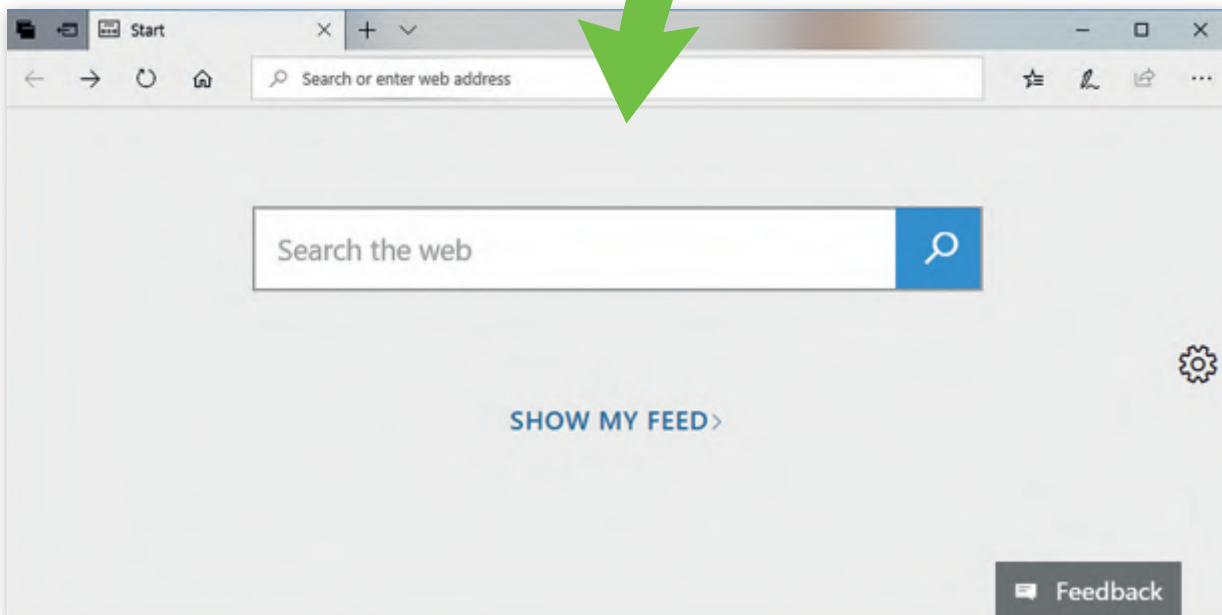 Start
Search or enter web address
Search the web
SHOW MY FEED>
Feedback